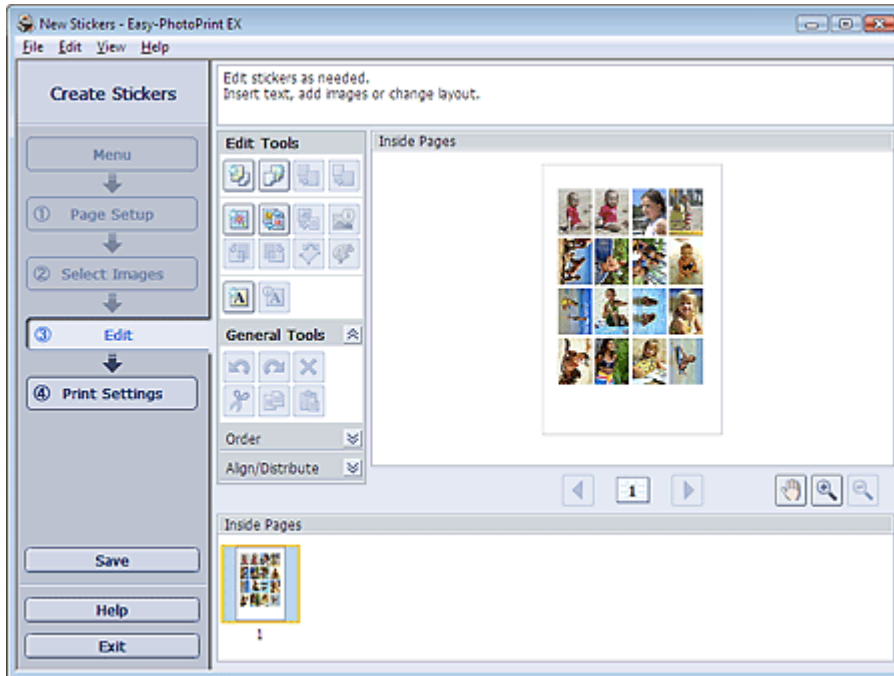 New Stickers - Easy-PhotoPrint EX
File Edit View Help
Create Stickers
Menu
① Page Setup
② Select Images
③ Edit
④ Print Settings
Save
Help
Exit
Edit stickers as needed.
Insert text, add images or change layout.
Edit Tools
A A
General Tools
Order
Align/Distribute
Inside Pages
1
Inside Pages
1